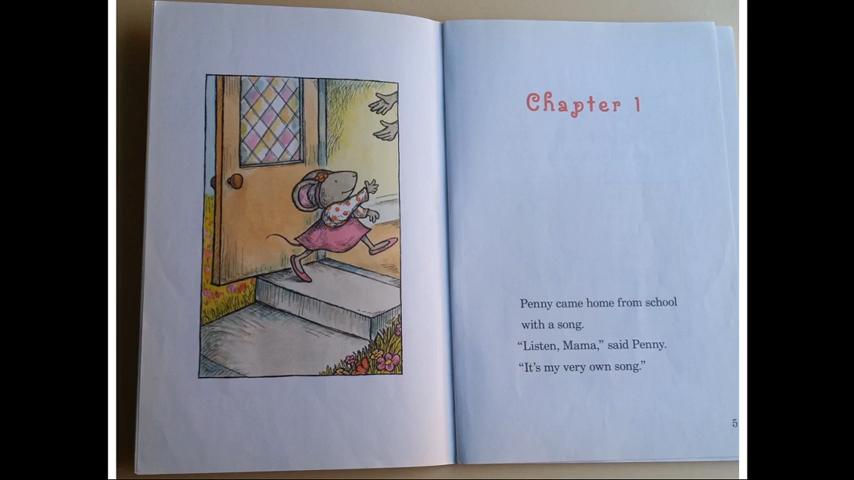 Chapter 1
Penny came home from school
with a song.
“Listen, Mama,” said Penny.
“It’s my very own song.”
5